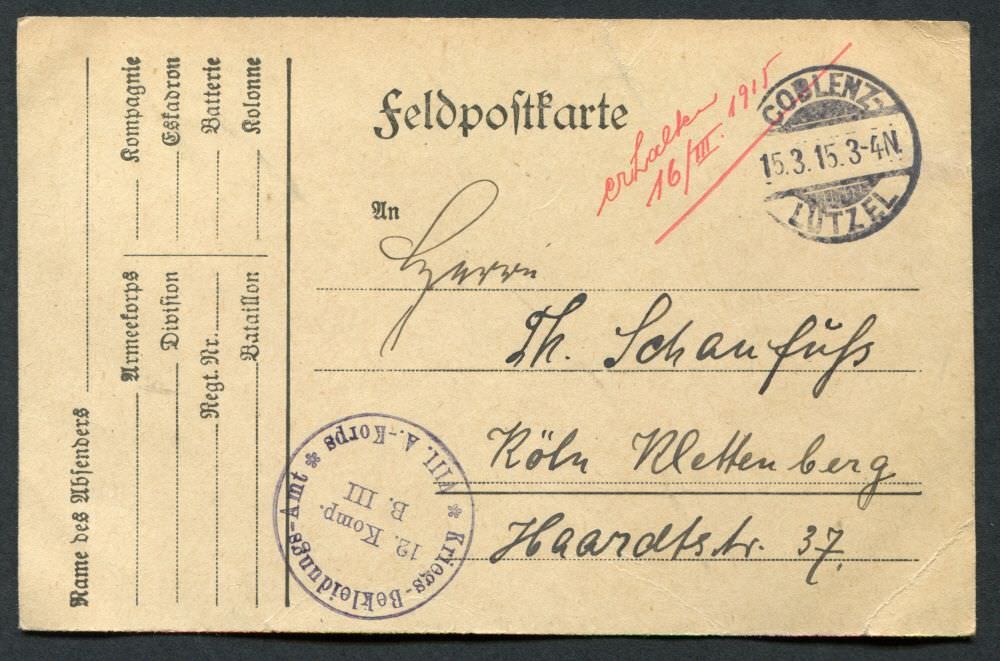 Feldpostkarte
erhalten
16/III. 1915
COBLENZ-
15.3.15.3-4N.
LÜTZEL
An
Herrn
Th. Schaufuß
Köln Klettenberg
Haardtstr. 37.
Name des Absenders
Armeekorps
Kompagnie
Division
Eskadron
Regt. Nr.
Batterie
Bataillon
Kolonne
* Kriegs-Bekleidungs-Amt * VIII. A.-Korps
12. Komp.
B. III